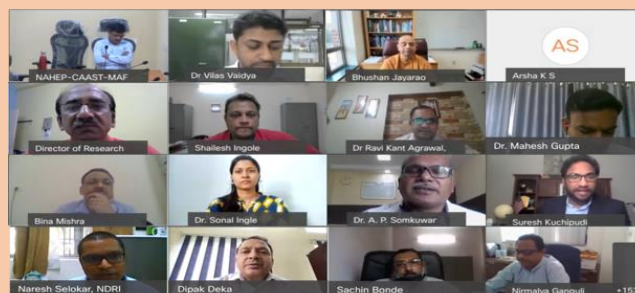 NAHEP-CAAST-MAF
Dr Vilas Vaidya
Bhushan Jayarao
AS
Arsha K S
Director of Research
Shailesh Ingole
Dr Ravi Kant Agrawal,
Dr. Mahesh Gupta
Bina Mishra
Dr. Sonal Ingle
Dr. A. P. Somkuwar
Suresh Kuchipudi
Naresh Selokar, NDRI
Dipak Deka
Sachin Bonde
Nirmalya Ganguli